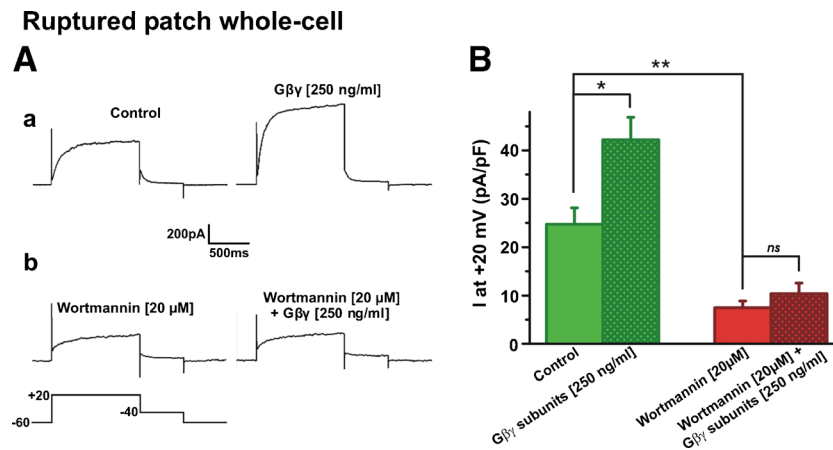 Ruptured patch whole-cell
A
a
Control
Gβγ [250 ng/ml]
200pA
500ms
b
Wortmannin [20 µM]
Wortmannin [20 µM]
+ Gβγ [250 ng/ml]
+20
-40
-60
B
**
*
ns
I at +20 mV (pA/pF)
40
30
20
10
0
Control
Gβγ subunits [250 ng/ml]
Wortmannin [20µM]
Wortmannin [20µM] +
Gβγ subunits [250 ng/ml]